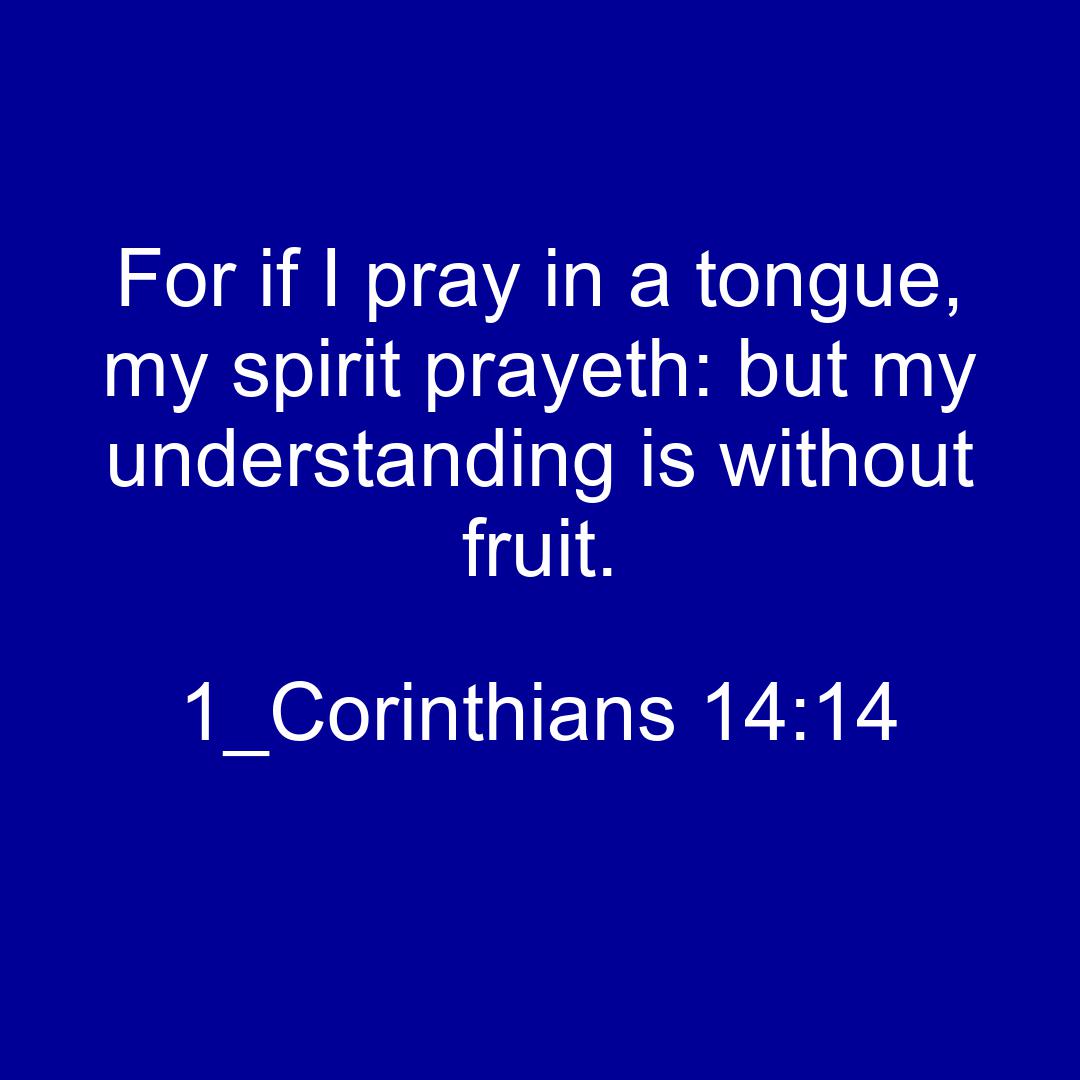 For if I pray in a tongue,
my spirit prayeth: but my
understanding is without
fruit.
1_Corinthians 14:14